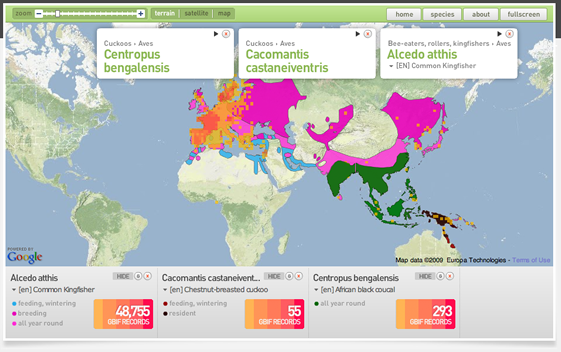 zoom
terrain
satellite
map
home
species
about
fullscreen
Cuckoos › Aves
Centropus
bengalensis
Cuckoos › Aves
Cacomantis
castaneiventris
Bee-eaters, rollers, kingfishers › Aves
Alcedo atthis
[EN] Common Kingfisher
POWERED BY
Google
Map data ©2009 Europa Technologies - Terms of Use
Alcedo atthis
HIDE
[en] Common Kingfisher
feeding, wintering
breeding
all year round
48,755
GBIF RECORDS
Cacomantis castaneivent...
HIDE
[en] Chestnut-breasted cuckoo
feeding, wintering
resident
55
GBIF RECORDS
Centropus bengalensis
HIDE
[en] African black coucal
all year round
293
GBIF RECORDS